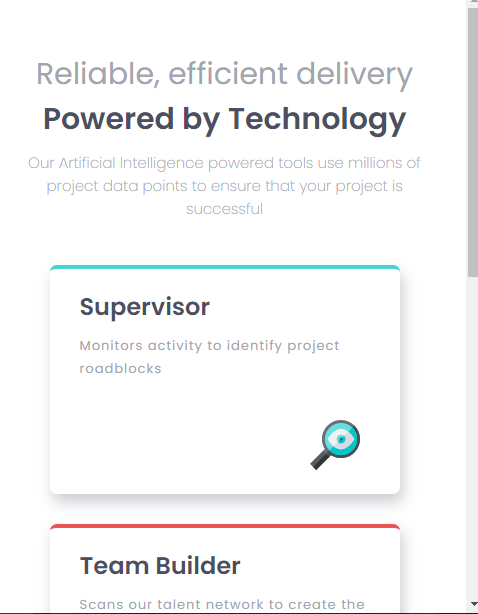 Reliable, efficient delivery
Powered by Technology
Our Artificial Intelligence powered tools use millions of
project data points to ensure that your project is
successful
Supervisor
Monitors activity to identify project
roadblocks
Team Builder
Scans our talent network to create the